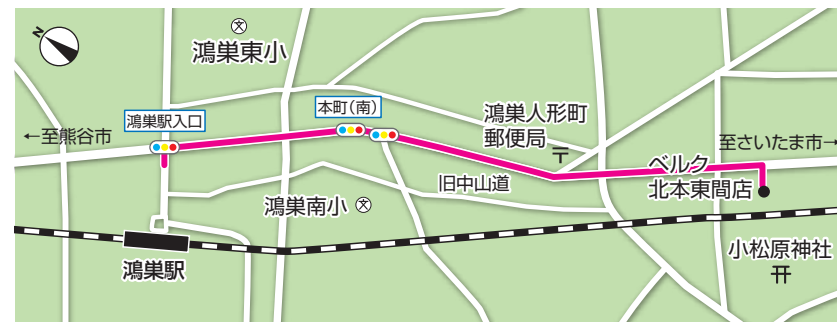 N
鴻巣東小
文
鴻巣駅入口
本町(南)
←至熊谷市
鴻巣人形町
郵便局
〒
至さいたま市→
ベルク
北本東間店
旧中山道
鴻巣南小
文
鴻巣駅
小松原神社